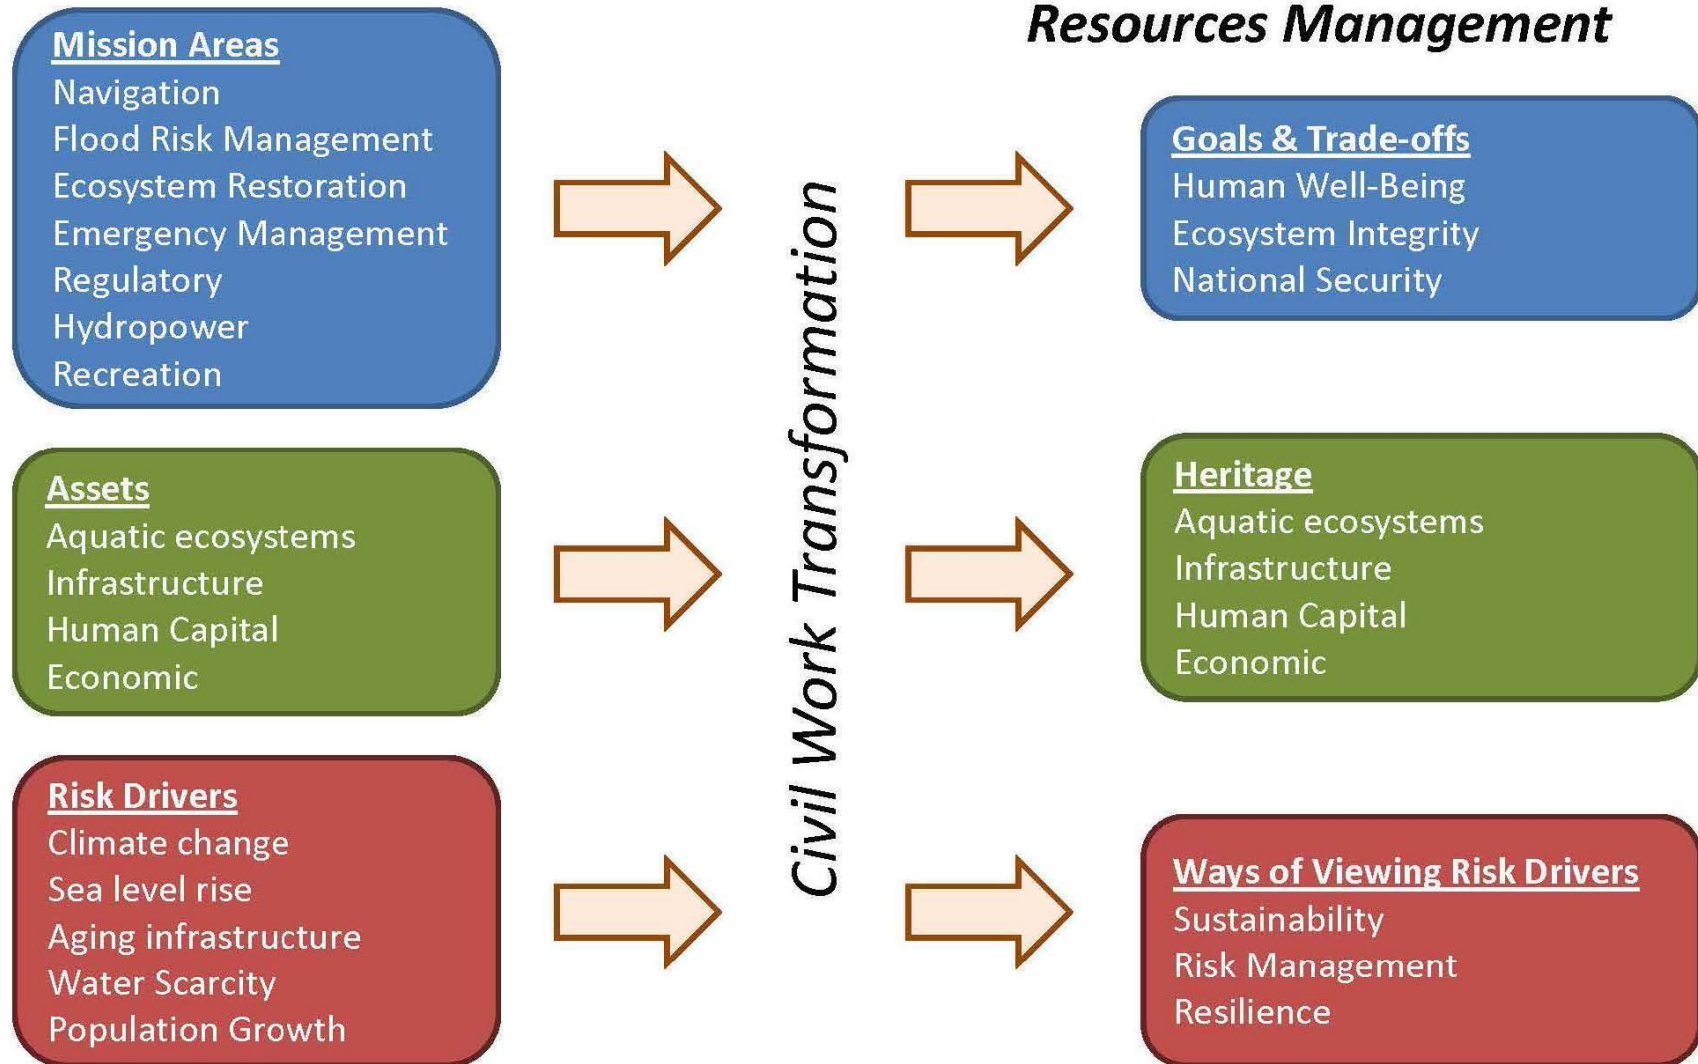 Resources Management
Mission Areas
Navigation
Flood Risk Management
Ecosystem Restoration
Emergency Management
Regulatory
Hydropower
Recreation
Assets
Aquatic ecosystems
Infrastructure
Human Capital
Economic
Risk Drivers
Climate change
Sea level rise
Aging infrastructure
Water Scarcity
Population Growth
Civil Work Transformation
Goals & Trade-offs
Human Well-Being
Ecosystem Integrity
National Security
Heritage
Aquatic ecosystems
Infrastructure
Human Capital
Economic
Ways of Viewing Risk Drivers
Sustainability
Risk Management
Resilience